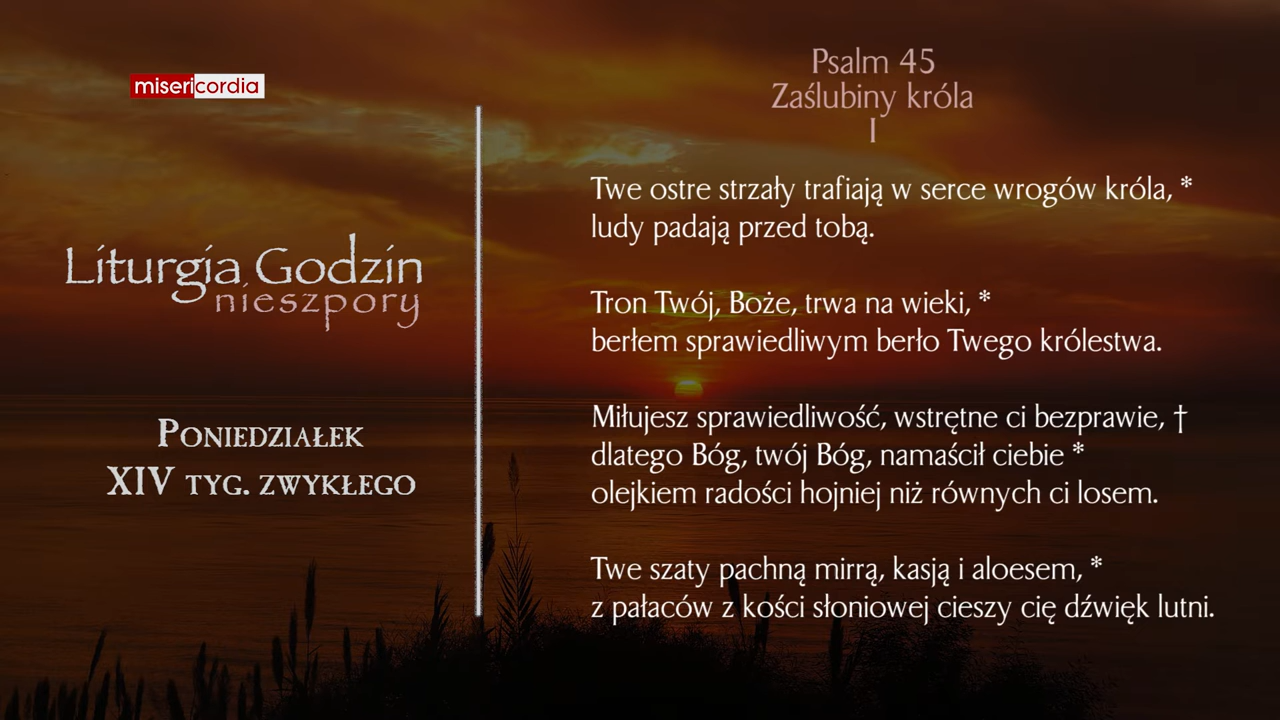 misericordia
Liturgia Godzin
nieszpory
Poniedziałek
XIV tyg. zwykłego
Psalm 45
Zaślubiny króla
I
Twe ostre strzały trafiają w serce wrogów króla, *
ludy padają przed tobą.
Tron Twój, Boże, trwa na wieki, *
berłem sprawiedliwym berło Twego królestwa.
Miłujesz sprawiedliwość, wstrętne ci bezprawie, †
dlatego Bóg, twój Bóg, namaścił ciebie *
olejkiem radości hojniej niż równych ci losem.
Twe szaty pachną mirrą, kasją i aloesem, *
z pałaców z kości słoniowej cieszy cię dźwięk lutni.